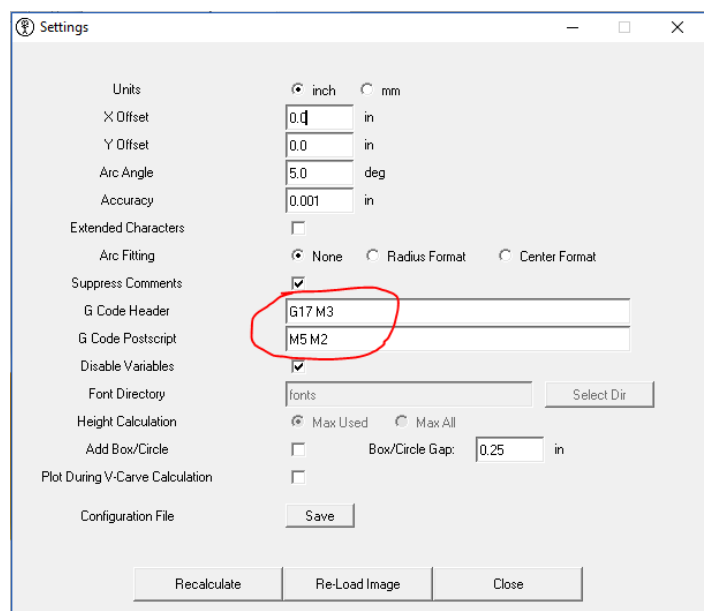 Settings
Units inch mm
X Offset 0.0 in
Y Offset 0.0 in
Arc Angle 5.0 deg
Accuracy 0.001 in
Extended Characters
Arc Fitting None Radius Format Center Format
Suppress Comments
G Code Header G17 M3
G Code Postscript M5 M2
Disable Variables
Font Directory fonts Select Dir
Height Calculation Max Used Max All
Add Box/Circle Box/Circle Gap: 0.25 in
Plot During V-Carve Calculation
Configuration File Save
Recalculate Re-Load Image Close